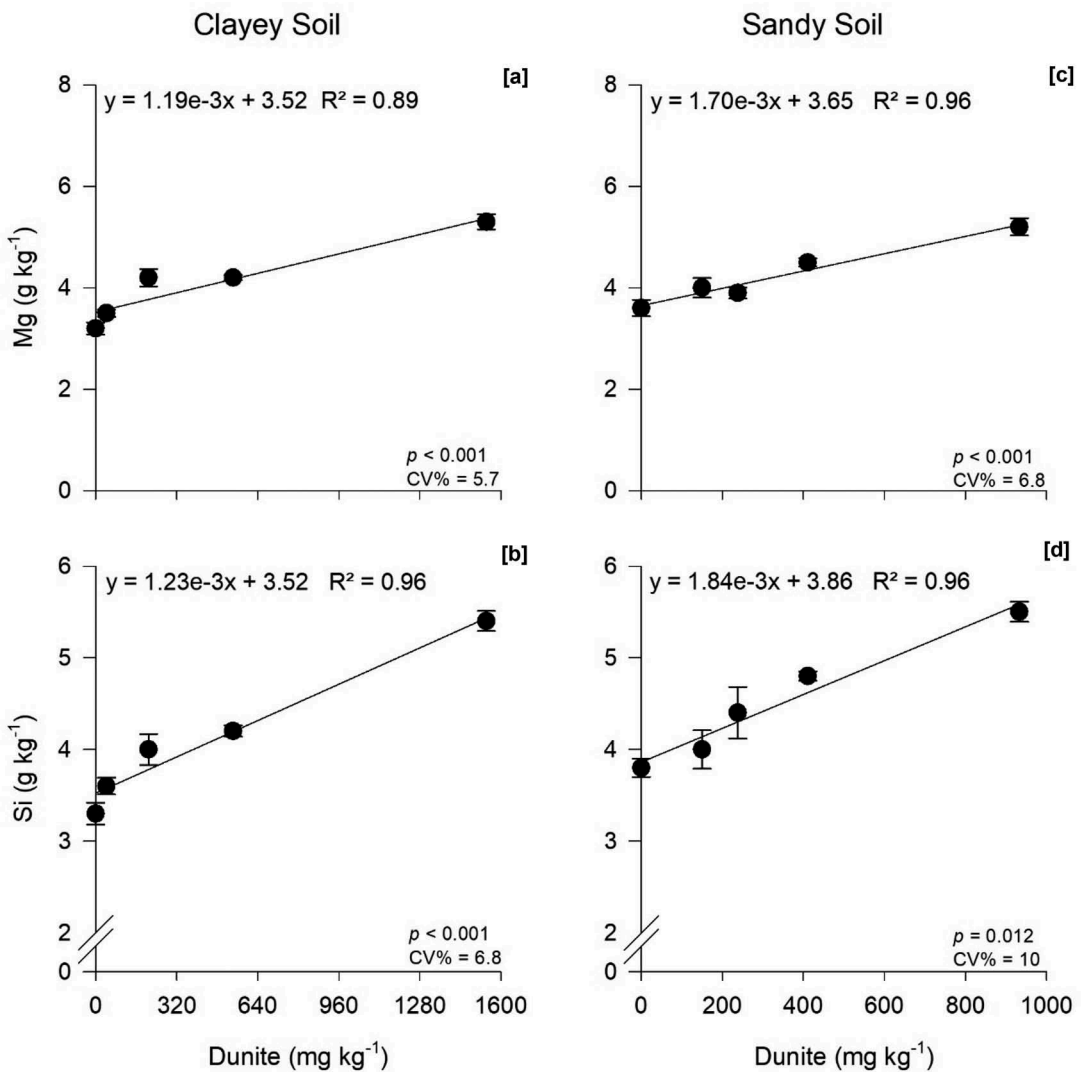 Clayey Soil
Sandy Soil
[a]
y = 1.19e-3x + 3.52 R² = 0.89
8
6
4
2
0
Mg (g kg⁻¹)
p < 0.001
CV% = 5.7
[c]
y = 1.70e-3x + 3.65 R² = 0.96
8
6
4
2
0
p < 0.001
CV% = 6.8
[b]
y = 1.23e-3x + 3.52 R² = 0.96
6
5
4
3
2
0
Si (g kg⁻¹)
p < 0.001
CV% = 6.8
0 320 640 960 1280 1600
Dunite (mg kg⁻¹)
[d]
y = 1.84e-3x + 3.86 R² = 0.96
6
5
4
3
2
0
p = 0.012
CV% = 10
0 200 400 600 800 1000
Dunite (mg kg⁻¹)